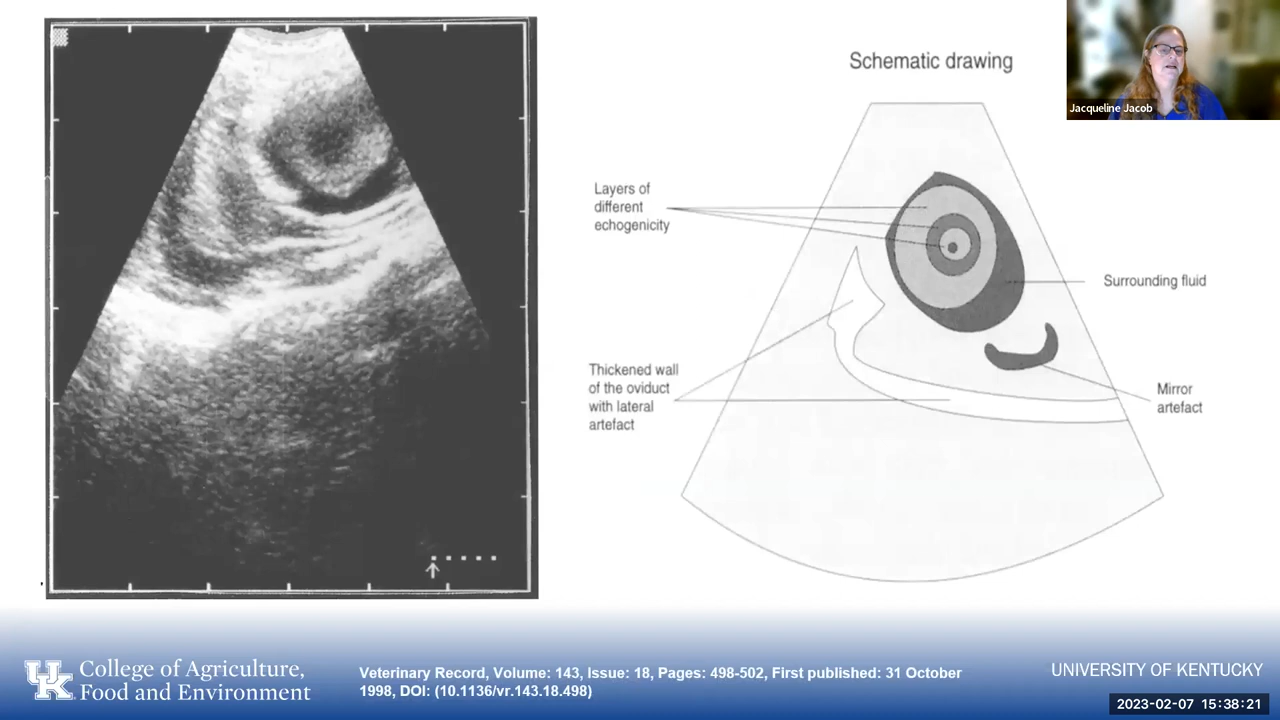 Jacqueline Jacob
Schematic drawing
Layers of
different
echogenicity
Surrounding fluid
Thickened wall
of the oviduct
with lateral
artefact
Mirror
artefact
UK
College of Agriculture,
Food and Environment
Veterinary Record, Volume: 143, Issue: 18, Pages: 498-502, First published: 31 October
1998, DOI: (10.1136/vr.143.18.498)
UNIVERSITY OF KENTUCKY
2023-02-07 15:38:21